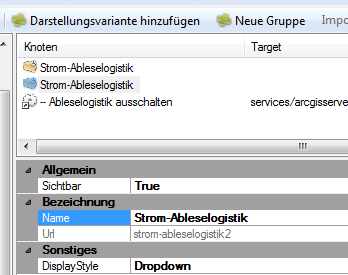 Darstellungsvariante hinzufügen Neue Gruppe
Knoten Target
Strom-Ableselogistik
Strom-Ableselogistik
-- Ableselogistik ausschalten services/arcgisserve
Allgemein
Sichtbar True
Bezeichnung
Name Strom-Ableselogistik
Url strom-ableselogistik2
Sonstiges
DisplayStyle Dropdown